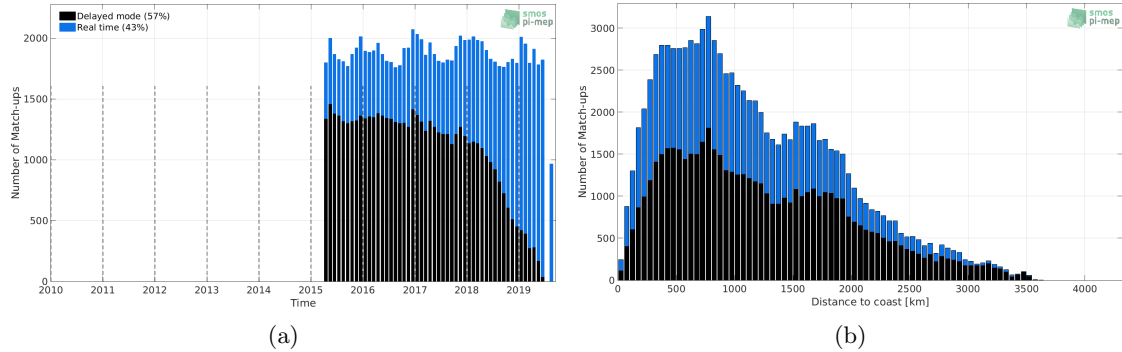 Delayed mode (57%)
Real time (43%)
smos
pi-mep
Number of Match-ups
2000
1500
1000
500
0
2010 2011 2012 2013 2014 2015 2016 2017 2018 2019
Time
(a)
smos
pi-mep
Number of Match-ups
3000
2500
2000
1500
1000
500
0
0 500 1000 1500 2000 2500 3000 3500 4000
Distance to coast [km]
(b)